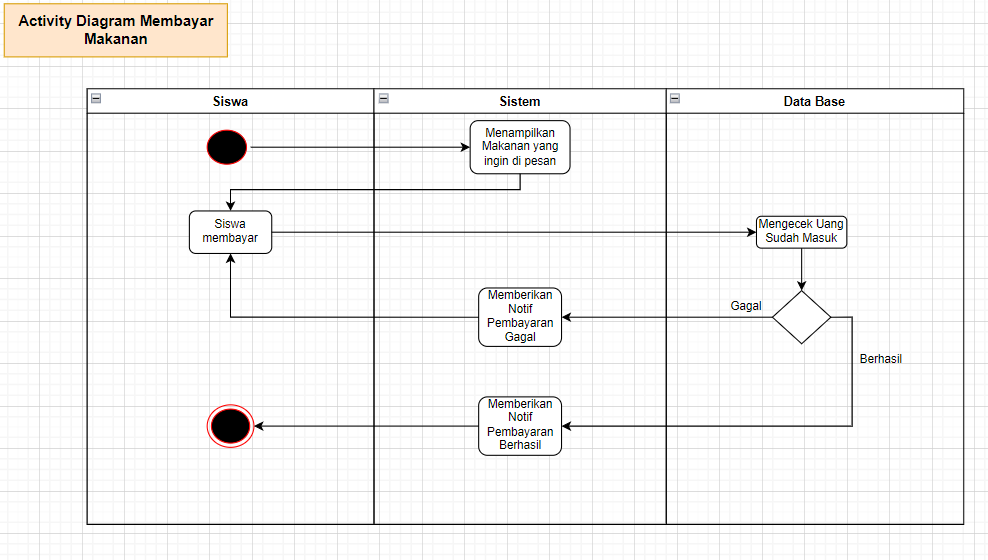 Activity Diagram Membayar
Makanan
Siswa
Sistem
Data Base
Menampilkan
Makanan yang
ingin di pesan
Siswa
membayar
Mengecek Uang
Sudah Masuk
Memberikan
Notif
Pembayaran
Gagal
Gagal
Berhasil
Memberikan
Notif
Pembayaran
Berhasil